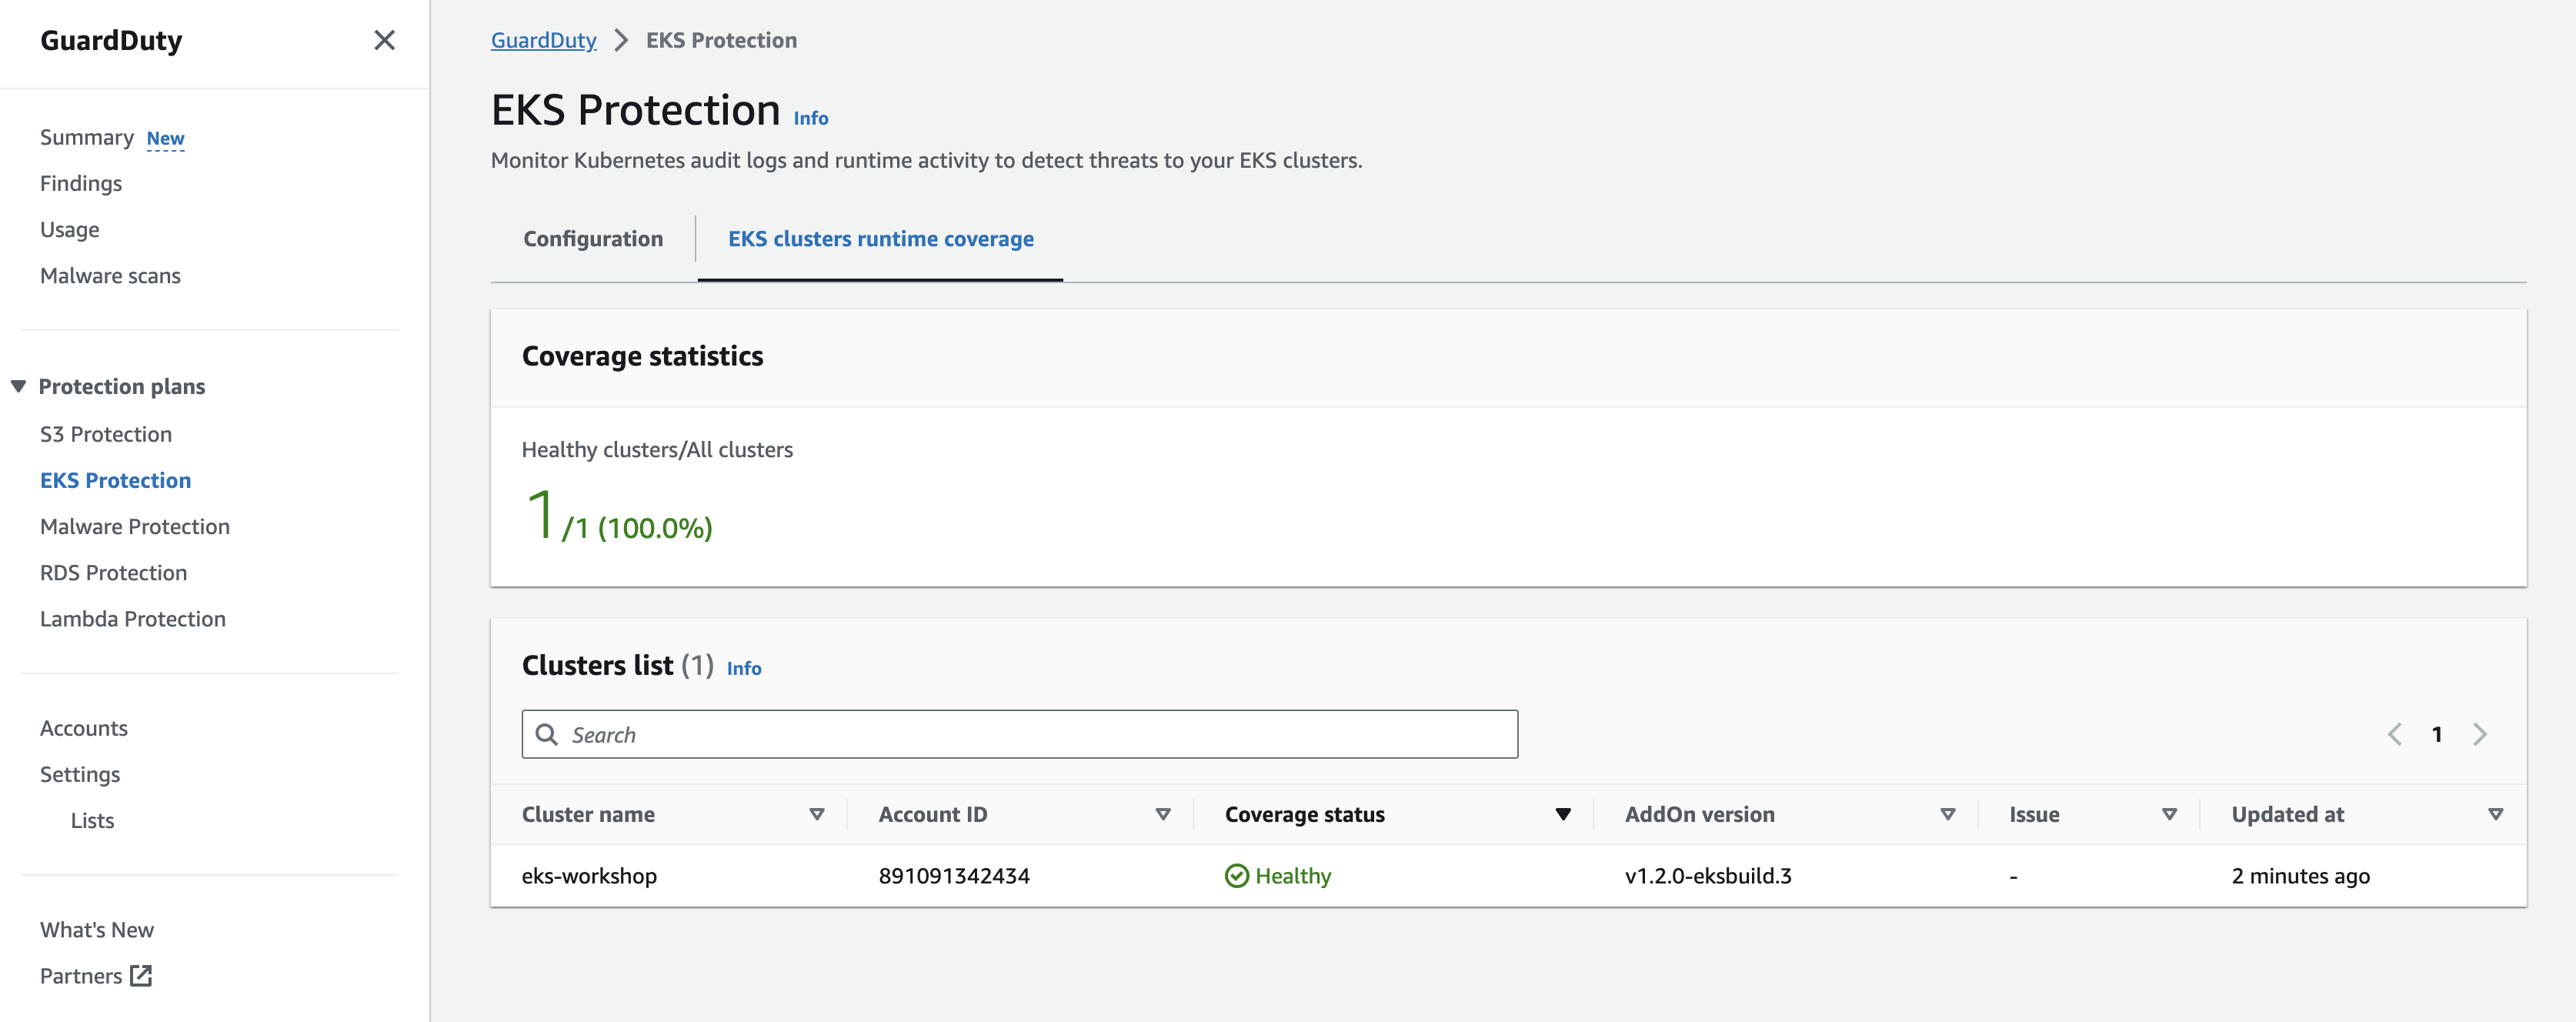 GuardDuty
Summary New
Findings
Usage
Malware scans
Protection plans
S3 Protection
EKS Protection
Malware Protection
RDS Protection
Lambda Protection
Accounts
Settings
Lists
What's New
Partners
GuardDuty > EKS Protection
EKS Protection Info
Monitor Kubernetes audit logs and runtime activity to detect threats to your EKS clusters.
Configuration EKS clusters runtime coverage
Coverage statistics
Healthy clusters/All clusters
1/1 (100.0%)
Clusters list (1) Info
Search
1
Cluster name Account ID Coverage status AddOn version Issue Updated at
eks-workshop 891091342434 Healthy v1.2.0-eksbuild.3 - 2 minutes ago